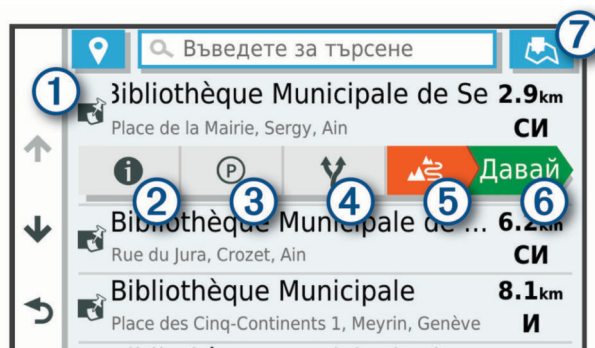 7
Въведете за търсене
1
Bibliothèque Municipale de Se 2.9km
Place de la Mairie, Sergy, Ain СИ
P Давай
2 3 4 5 6
Bibliothèque Municipale de ... 6.2km
Rue du Jura, Crozet, Ain СИ
Bibliothèque Municipale 8.1km
Place des Cinq-Continents 1, Meyrin, Genève И